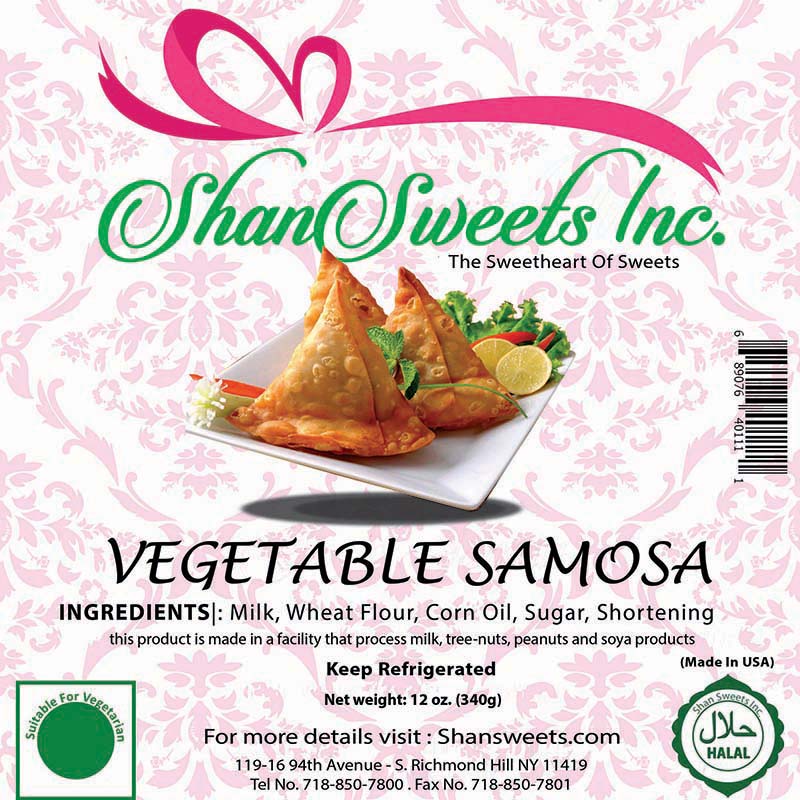 ShanSweets Inc.
The Sweetheart Of Sweets
6 89076 40111 1
VEGETABLE SAMOSA
INGREDIENTS|: Milk, Wheat Flour, Corn Oil, Sugar, Shortening
this product is made in a facility that process milk, tree-nuts, peanuts and soya products
Keep Refrigerated
(Made In USA)
Net weight: 12 oz. (340g)
Suitable For Vegetarian
Shan Sweets Inc.
حلال
HALAL
For more details visit : Shansweets.com
119-16 94th Avenue - S. Richmond Hill NY 11419
Tel No. 718-850-7800 . Fax No. 718-850-7801